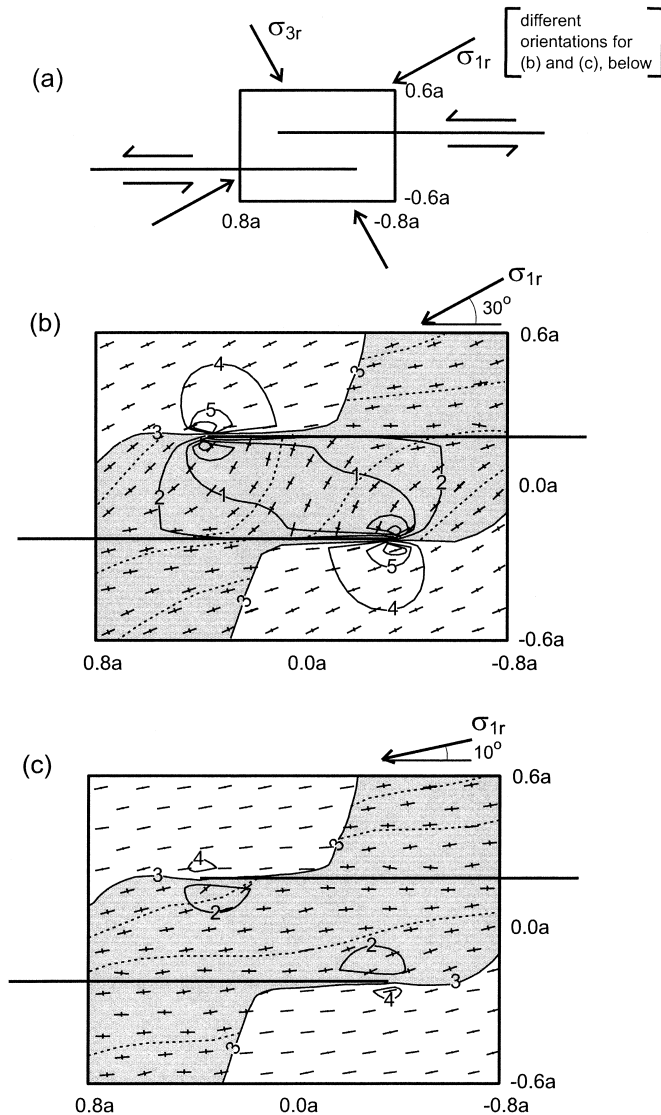 σ3r
σ1r
different
orientations for
(b) and (c), below
(a)
0.6a
-0.6a
0.8a
-0.8a
σ1r
30o
(b)
0.6a
4
5
3
3
2
1
1
2
0.0a
3
5
4
3
-0.6a
0.8a
0.0a
-0.8a
σ1r
10o
(c)
0.6a
3
4
3
2
2
0.0a
3
4
3
-0.6a
0.8a
0.0a
-0.8a